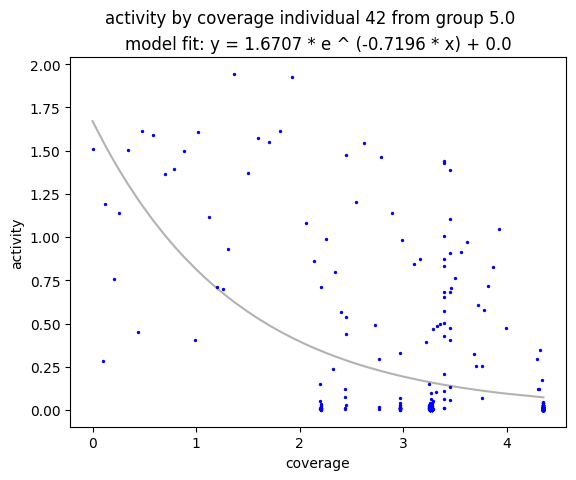 activity by coverage individual 42 from group 5.0
model fit: y = 1.6707 * e ^ (-0.7196 * x) + 0.0
2.00
1.75
1.50
1.25
1.00
0.75
0.50
0.25
0.00
activity
0 1 2 3 4
coverage